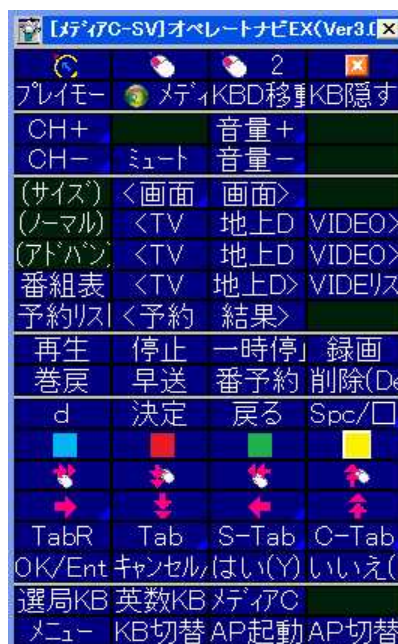 [ﾒﾃﾞｨｱC-SV]オペレートナビEX(Ver3.0
2
プレイモー メディ KBD移動 KB隠す
CH+ 音量+
CH- ミュート 音量-
(サイズ) <画面 画面>
(ノーマル) <TV 地上D VIDEO>
(アドバン) <TV 地上D VIDEO>
番組表 <TV 地上D> VIDEリス
予約リスト <予約 結果>
再生 停止 一時停止 録画
巻戻 早送 番予約 削除(De
d 決定 戻る Spc/□
TabR Tab S-Tab C-Tab
OK/Ent キャンセル/ はい(Y) いいえ(
選局KB 英数KB メディアC
メニュー KB切替 AP起動 AP切替